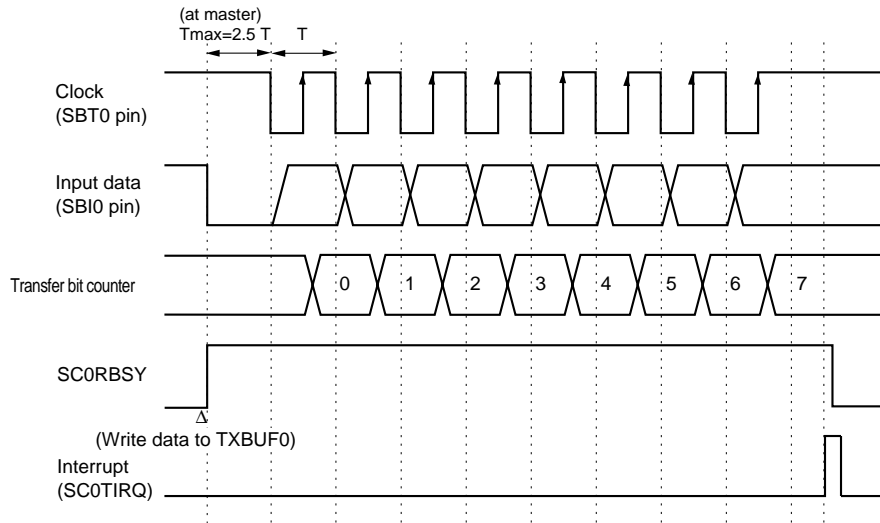 (at master)
Tmax=2.5 T
T
Clock
(SBT0 pin)
Input data
(SBI0 pin)
Transfer bit counter
0 1 2 3 4 5 6 7
SC0RBSY
Δ
(Write data to TXBUF0)
Interrupt
(SC0TIRQ)